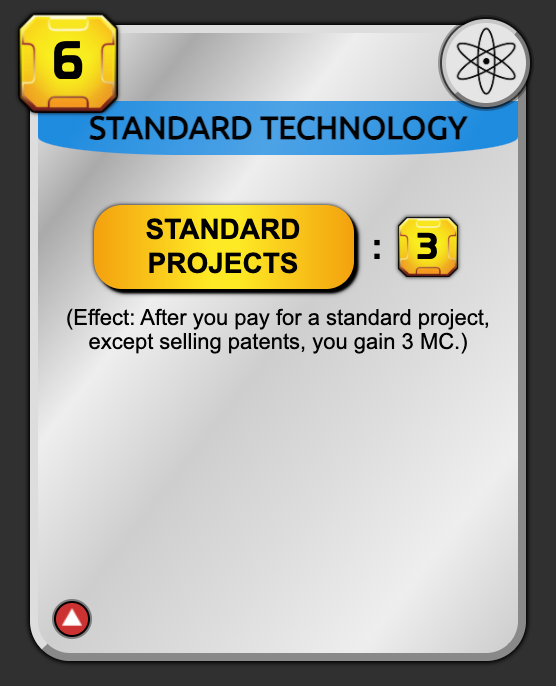 6
STANDARD TECHNOLOGY
STANDARD
PROJECTS : 3
(Effect: After you pay for a standard project,
except selling patents, you gain 3 MC.)